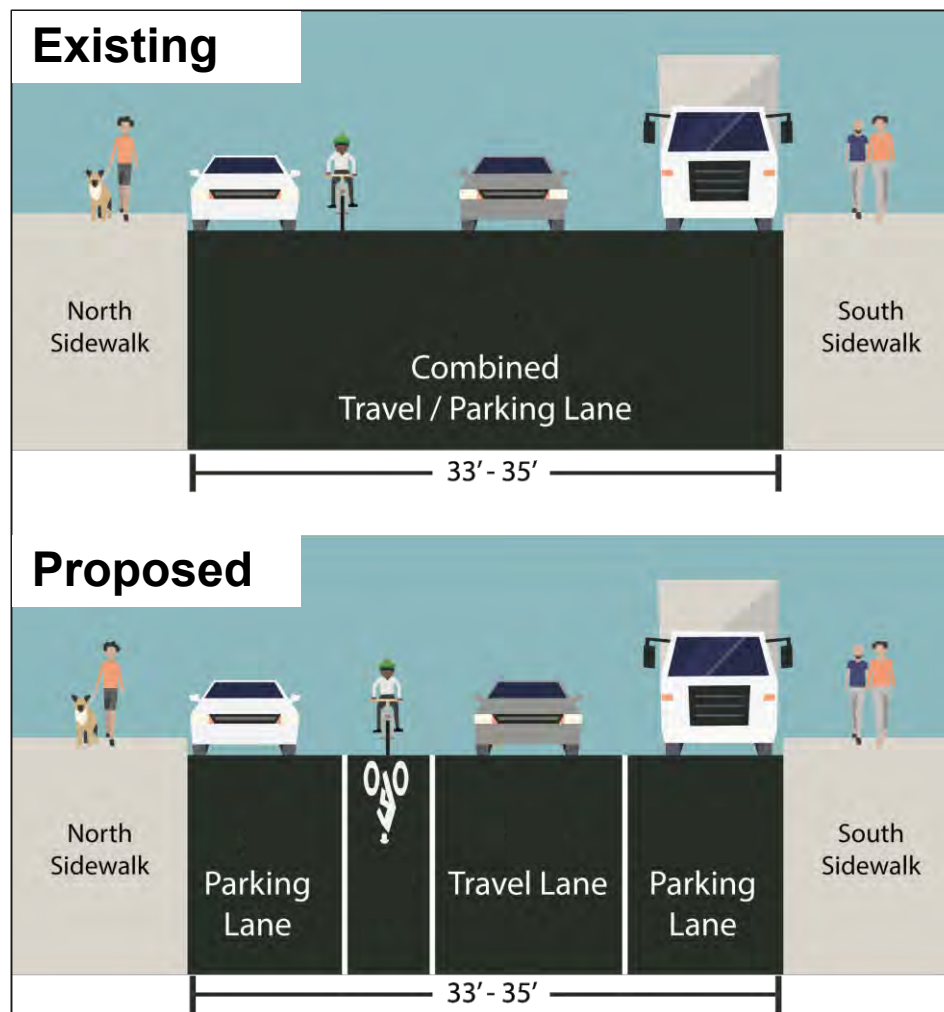 Existing
North
Sidewalk
Combined
Travel / Parking Lane
South
Sidewalk
33' - 35'
Proposed
North
Sidewalk
Parking
Lane
Travel Lane
Parking
Lane
South
Sidewalk
33' - 35'